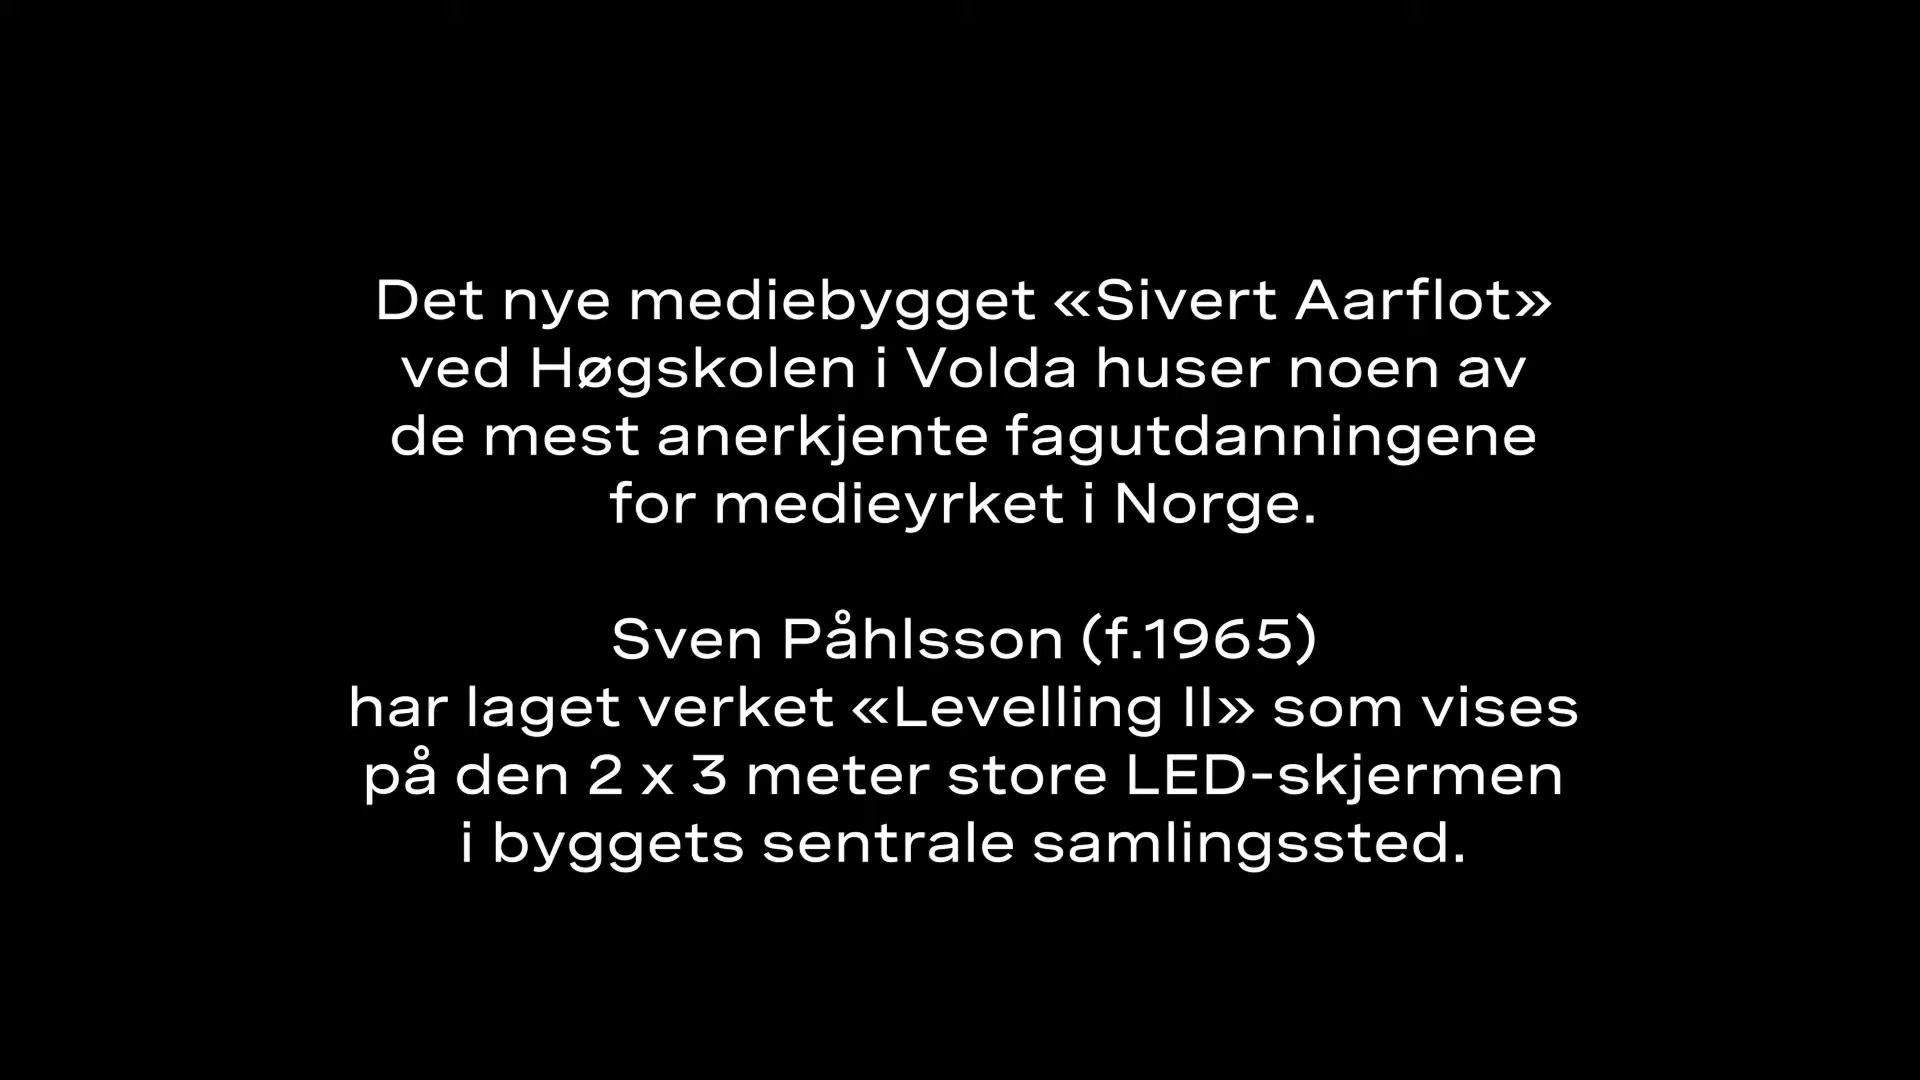 Det nye mediebygget «Sivert Aarflot»
ved Høgskolen i Volda huser noen av
de mest anerkjente fagutdanningene
for medieyrket i Norge.
Sven Påhlsson (f.1965)
har laget verket «Levelling II» som vises
på den 2 x 3 meter store LED-skjermen
i byggets sentrale samlingssted.